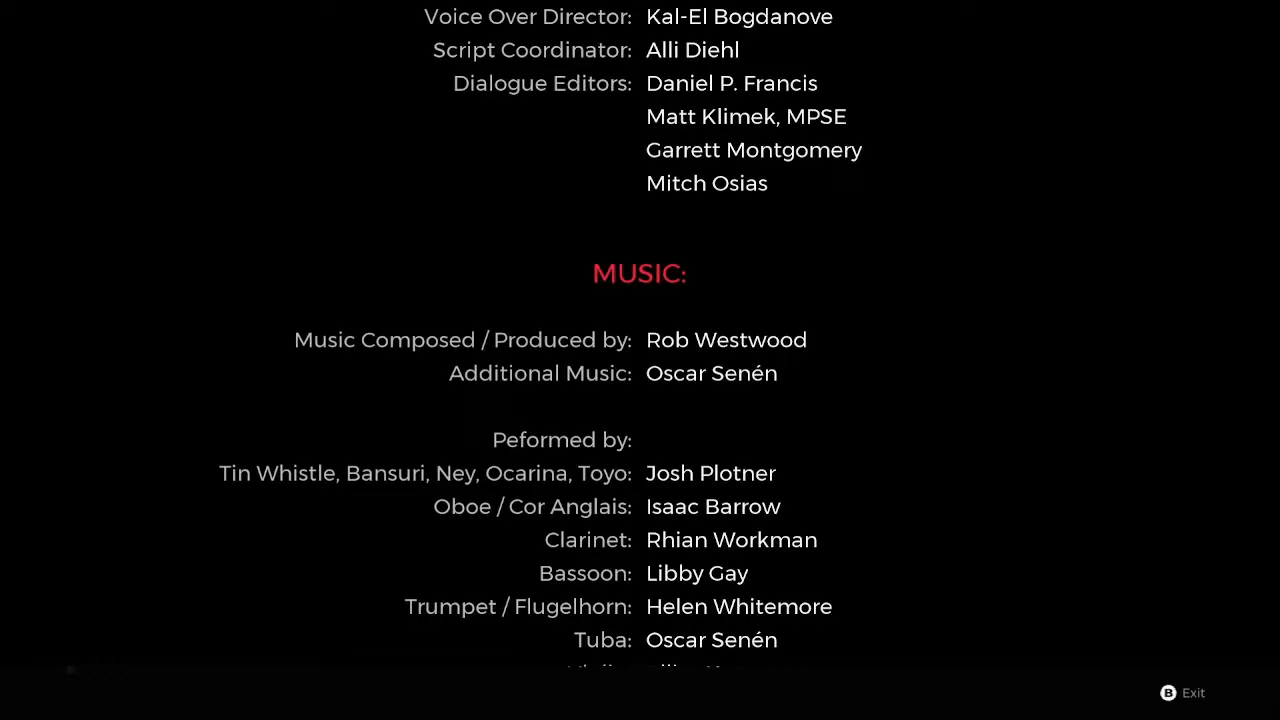 Voice Over Director: Kal-El Bogdanove
Script Coordinator: Alli Diehl
Dialogue Editors: Daniel P. Francis
Matt Klimek, MPSE
Garrett Montgomery
Mitch Osias
MUSIC:
Music Composed / Produced by: Rob Westwood
Additional Music: Oscar Senén
Peformed by:
Tin Whistle, Bansuri, Ney, Ocarina, Toyo: Josh Plotner
Oboe / Cor Anglais: Isaac Barrow
Clarinet: Rhian Workman
Bassoon: Libby Gay
Trumpet / Flugelhorn: Helen Whitemore
Tuba: Oscar Senén
B Exit